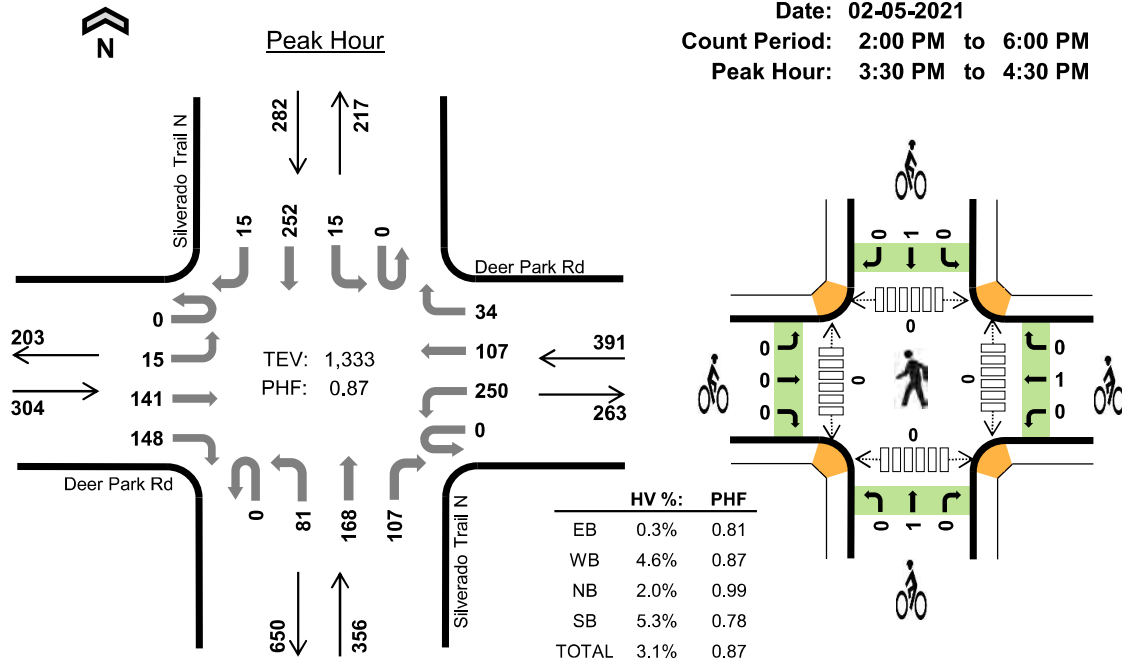 N
Peak Hour
Date: 02-05-2021
Count Period: 2:00 PM to 6:00 PM
Peak Hour: 3:30 PM to 4:30 PM
Silverado Trail N
282
217
15
252
15
0
Deer Park Rd
0
15
141
148
203
304
TEV: 1,333
PHF: 0.87
34
107
250
0
391
263
Deer Park Rd
0
81
168
107
650
356
Silverado Trail N
HV %: PHF
EB 0.3% 0.81
WB 4.6% 0.87
NB 2.0% 0.99
SB 5.3% 0.78
TOTAL 3.1% 0.87
0 1 0
0
0
0
0
0
0
0
1
0
0
0 1 0